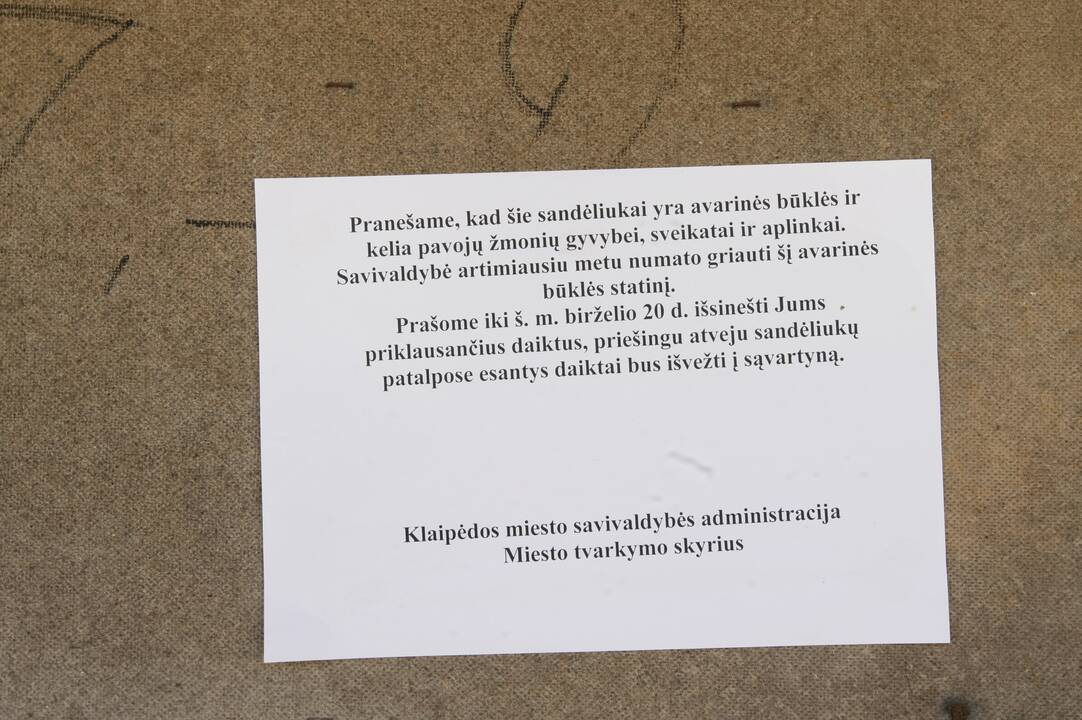 Pranešame, kad šie sandėliukai yra avarinės būklės ir
kelia pavojų žmonių gyvybei, sveikatai ir aplinkai.
Savivaldybė artimiausiu metu numato griauti šį avarinės
būklės statinį.
Prašome iki š. m. birželio 20 d. išsinešti Jums
priklausančius daiktus, priešingu atveju sandėliukų
patalpose esantys daiktai bus išvežti į sąvartyną.
Klaipėdos miesto savivaldybės administracija
Miesto tvarkymo skyrius